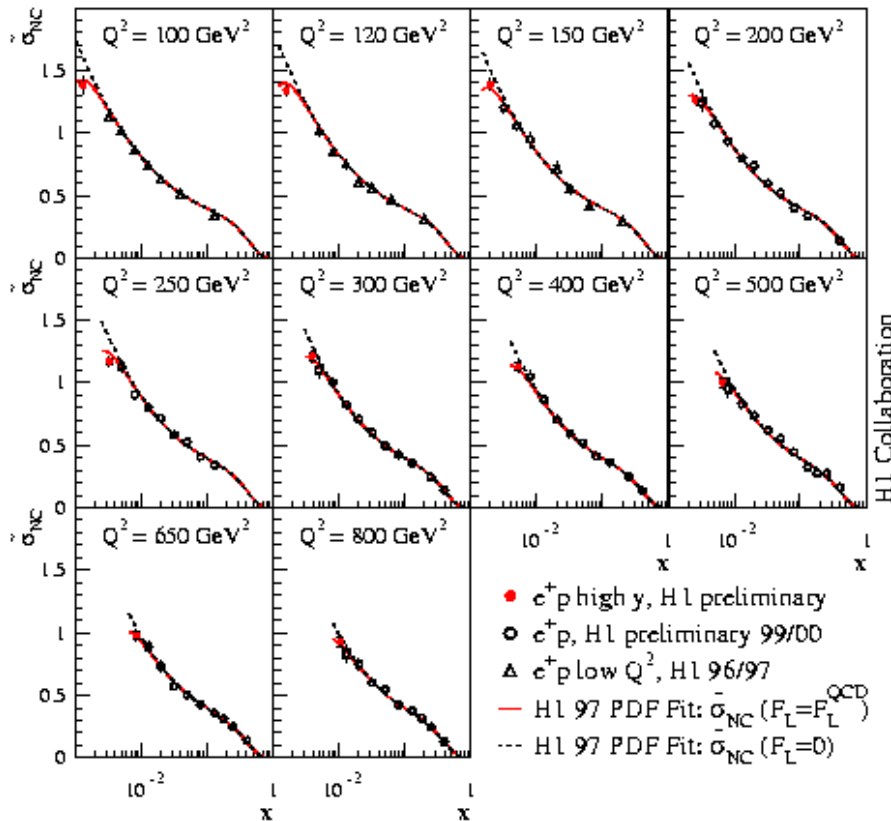 σ̃NC
Q² = 100 GeV²
Q² = 120 GeV²
Q² = 150 GeV²
Q² = 200 GeV²
1.5
1
0.5
0
σ̃NC
Q² = 250 GeV²
Q² = 300 GeV²
Q² = 400 GeV²
Q² = 500 GeV²
1.5
1
0.5
0
10⁻²
1
10⁻²
1
x
x
σ̃NC
Q² = 650 GeV²
Q² = 800 GeV²
1.5
1
0.5
0
10⁻²
1
10⁻²
1
x
x
H1 Collaboration
e⁺p high y, H1 preliminary
e⁺p, H1 preliminary 99/00
e⁺p low Q², H1 96/97
H1 97 PDF Fit: σ̃NC (FL=FL^QCD)
H1 97 PDF Fit: σ̃NC (FL=0)